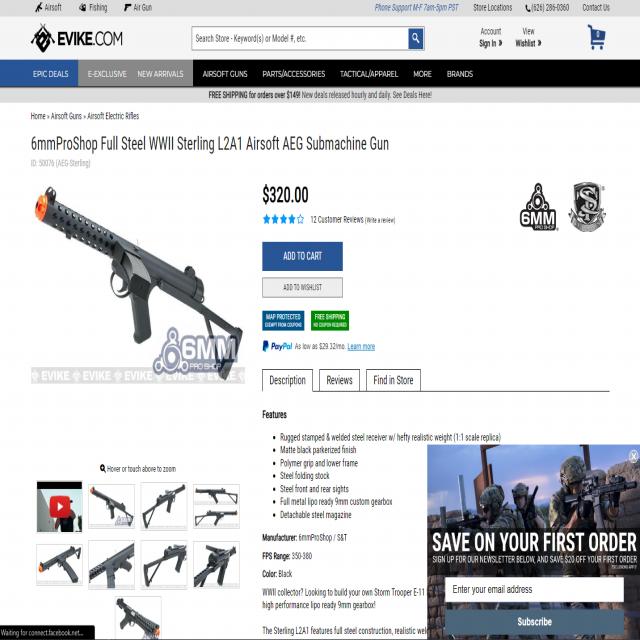 Airsoft Fishing Air Gun Phone Support M-F 7am-5pm PST Store Locations (626) 286-0360 Contact Us
EVIKE.COM
Search Store - Keyword(s) or Model #, etc.
Account
Sign In
View
Wishlist
0
EPIC DEALS E-EXCLUSIVE NEW ARRIVALS AIRSOFT GUNS PARTS/ACCESSORIES TACTICAL/APPAREL MORE BRANDS
FREE SHIPPING for orders over $149! New deals released hourly and daily. See Deals Here!
Home » Airsoft Guns » Airsoft Electric Rifles
6mmProShop Full Steel WWII Sterling L2A1 Airsoft AEG Submachine Gun
ID: 50076 (AEG-Sterling)
$320.00
12 Customer Reviews (Write a review)
6MM
PRO SHOP
ADD TO CART
ADD TO WISHLIST
MAP PROTECTED
EXEMPT FROM COUPONS
FREE SHIPPING
NO COUPON REQUIRED
PayPal As low as $29.32/mo. Learn more
6MM
PRO SHOP
EVIKE EVIKE EVIKE EVIKE EVIKE
Description Reviews Find in Store
Features
Rugged stamped & welded steel receiver w/ hefty realistic weight (1:1 scale replica)
Matte black parkerized finish
Polymer grip and lower frame
Steel folding stock
Steel front and rear sights
Full metal lipo ready 9mm custom gearbox
Detachable steel magazine
Hover or touch above to zoom
Manufacturer: 6mmProShop / S&T
FPS Range: 350-380
Color: Black
WWII collector? Looking to build your own Storm Trooper E-11
high performance lipo ready 9mm gearbox!
The Sterling L2A1 features full steel construction, realistic
SAVE ON YOUR FIRST ORDER
SIGN UP FOR OUR NEWSLETTER BELOW, AND SAVE $20 OFF YOUR FIRST ORDER
Enter your email address
Subscribe
Waiting for connect.facebook.net...